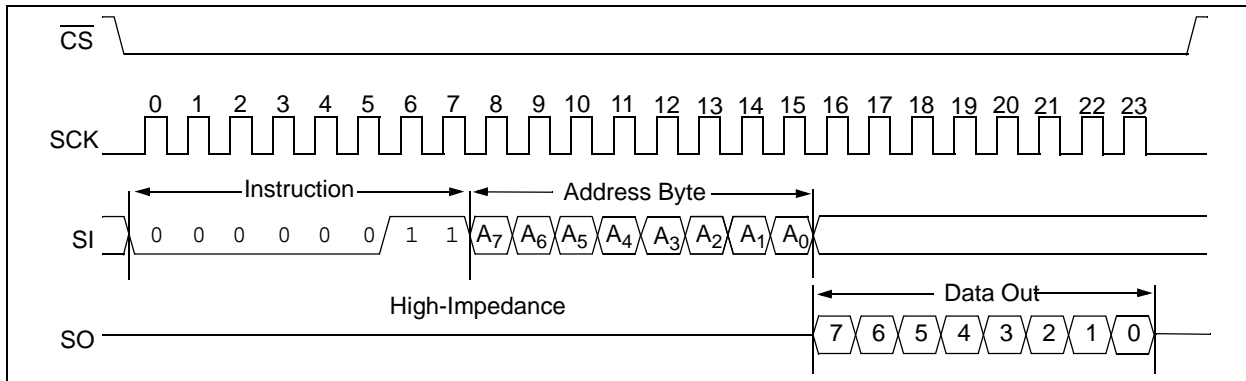 CS
0 1 2 3 4 5 6 7 8 9 10 11 12 13 14 15 16 17 18 19 20 21 22 23
SCK
Instruction Address Byte
SI 0 0 0 0 0 0 1 1 A7 A6 A5 A4 A3 A2 A1 A0
High-Impedance Data Out
SO 7 6 5 4 3 2 1 0